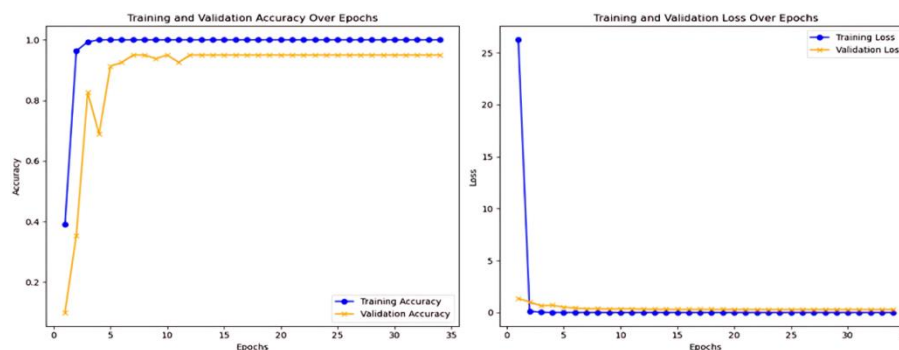 Training and Validation Accuracy Over Epochs
1.0
0.8
0.6
0.4
0.2
Accuracy
0
5
10
15
20
25
30
35
Epochs
Training Accuracy
Validation Accuracy
Training and Validation Loss Over Epochs
25
20
15
10
5
0
Loss
0
5
10
15
20
25
30
Epochs
Training Loss
Validation Loss